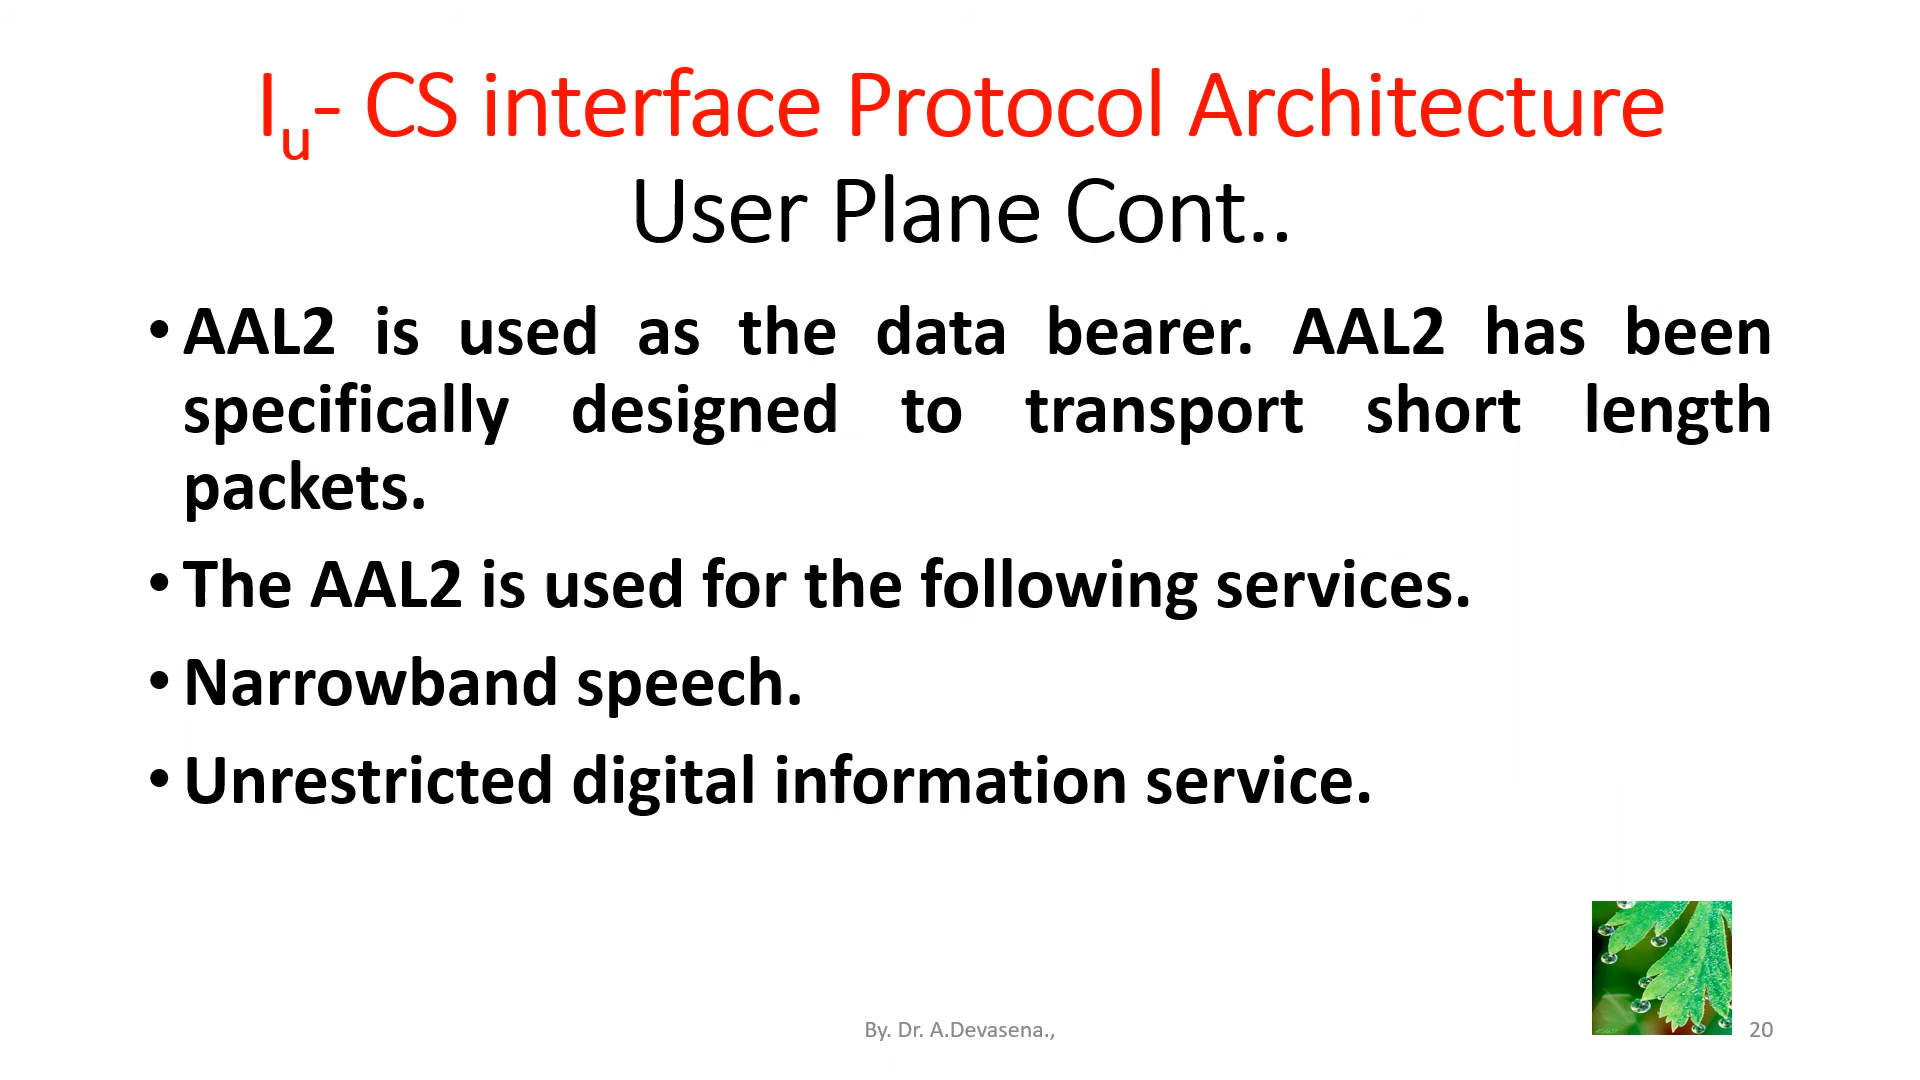 Iu- CS interface Protocol Architecture
User Plane Cont..
• AAL2 is used as the data bearer. AAL2 has been
specifically designed to transport short length
packets.
• The AAL2 is used for the following services.
• Narrowband speech.
• Unrestricted digital information service.
By. Dr. A.Devasena.,
20